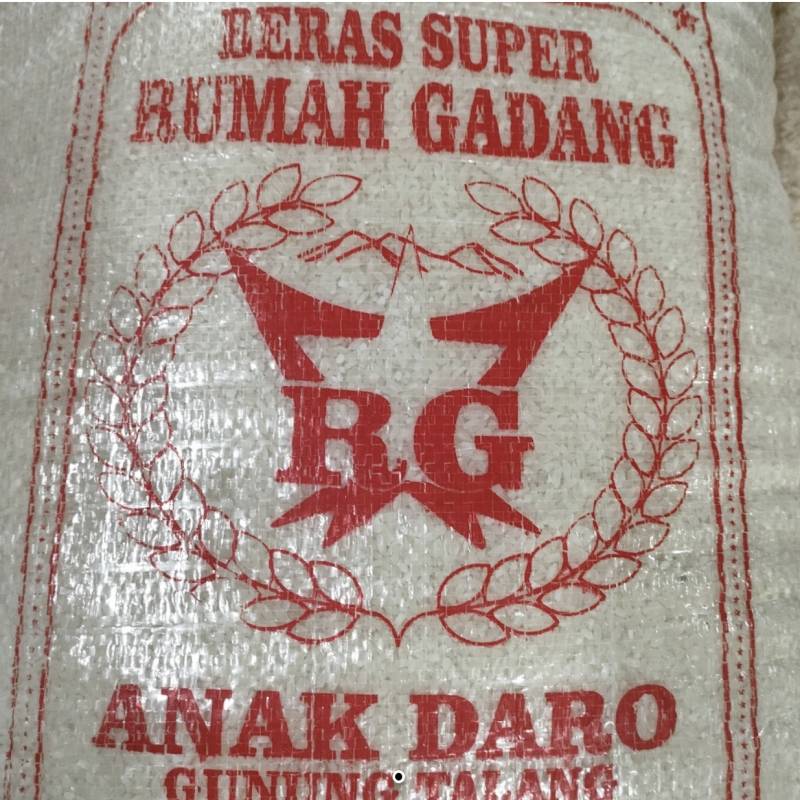 BERAS SUPER
RUMAH GADANG
RG
ANAK DARO
GUNUNG TALANG